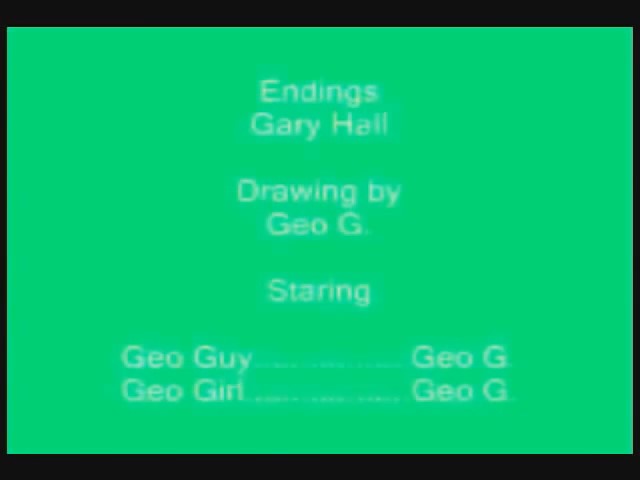 Endings
Gary Hall
Drawing by
Geo G.
Staring
Geo Guy.................. Geo G.
Geo Girl.................. Geo G.